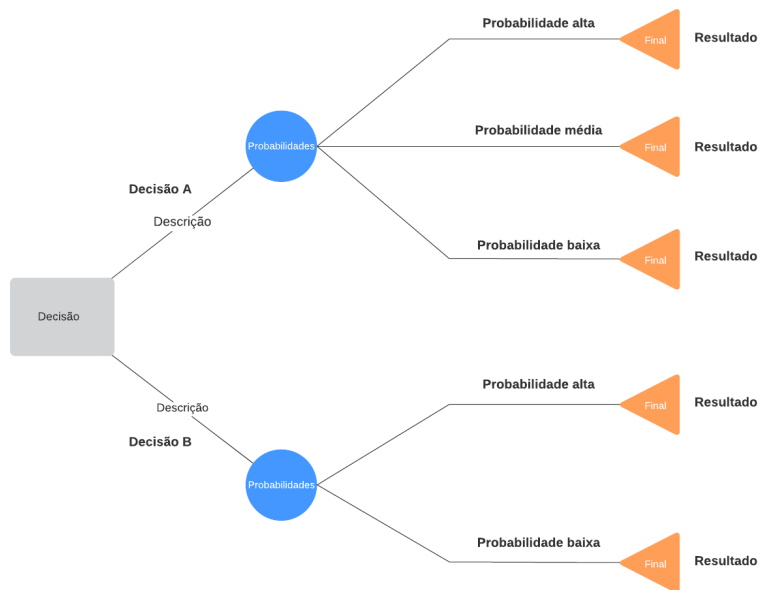 Probabilidade alta
Final
Resultado
Probabilidade média
Probabilidades
Final
Resultado
Decisão A
Descrição
Probabilidade baixa
Final
Resultado
Decisão
Probabilidade alta
Final
Resultado
Descrição
Decisão B
Probabilidades
Probabilidade baixa
Final
Resultado